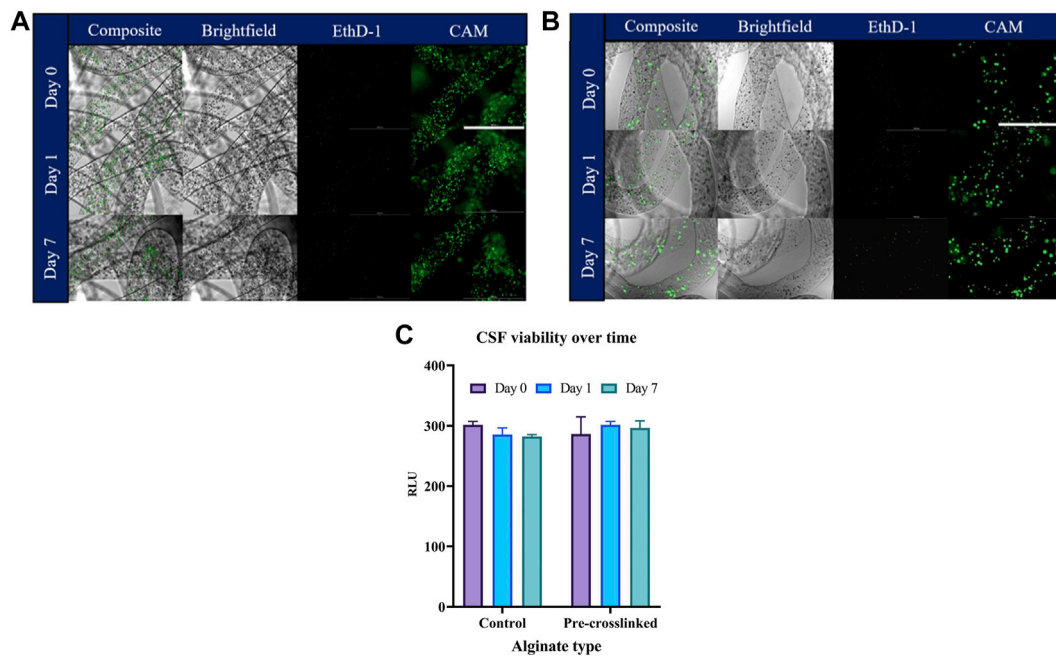 A
Composite Brightfield EthD-1 CAM
Day 0
Day 1
Day 7
B
Composite Brightfield EthD-1 CAM
Day 0
Day 1
Day 7
C
CSF viability over time
400
Day 0 Day 1 Day 7
300
RLU
200
100
0
Control Pre-crosslinked
Alginate type